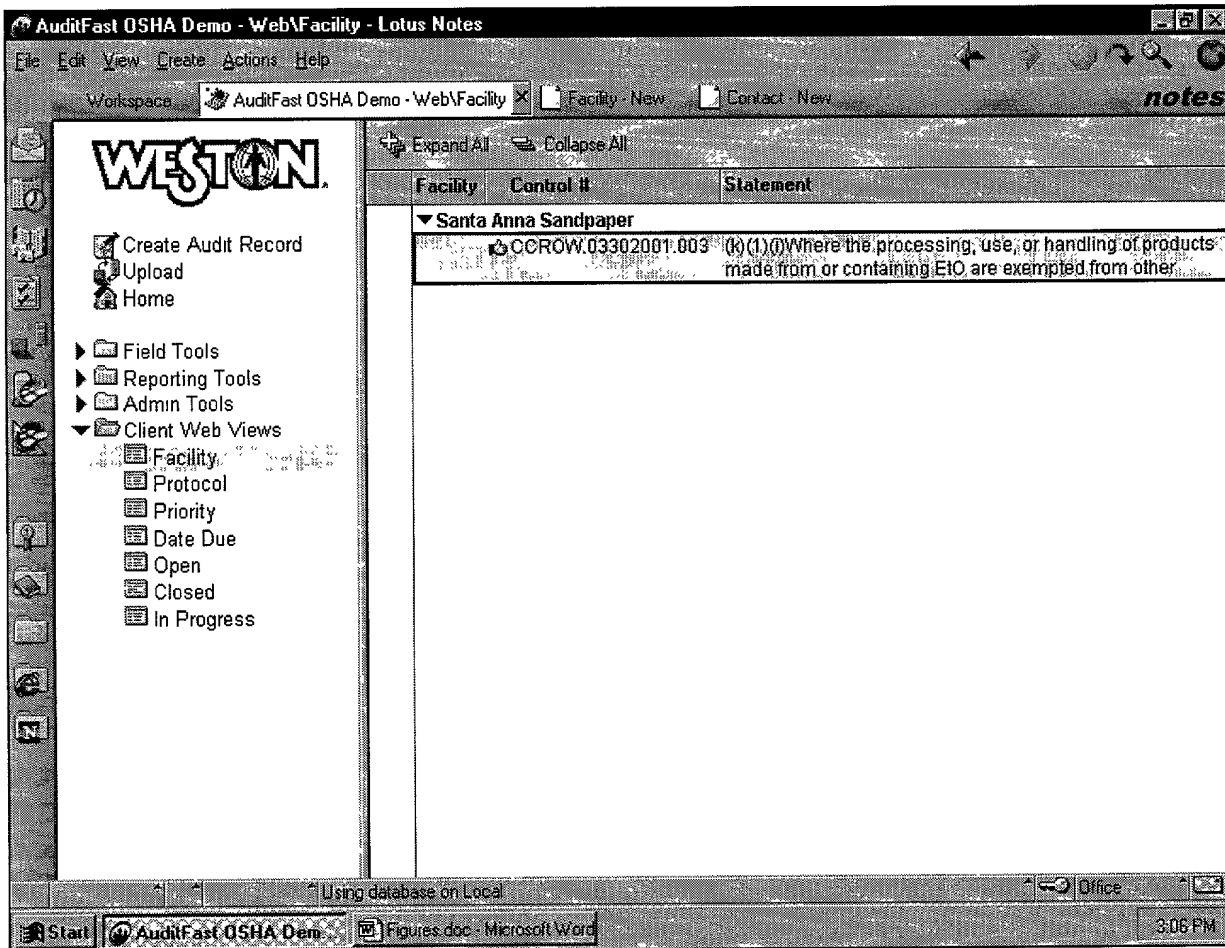 AuditFast OSHA Demo - Web\Facility - Lotus Notes
File Edit View Create Actions Help
Workspace AuditFast OSHA Demo - Web\Facility Facility - New Contact - New notes
WESTON.
Expand All Collapse All
Facility Control # Statement
Santa Anna Sandpaper
CCROW.03302001.003 (k)(1)(i)Where the processing, use, or handling of products
made from or containing EtO are exempted from other
Create Audit Record
Upload
Home
Field Tools
Reporting Tools
Admin Tools
Client Web Views
Facility
Protocol
Priority
Date Due
Open
Closed
In Progress
Using database on Local Office
Start AuditFast OSHA Dem... Figures.doc - Microsoft Word 3:06 PM